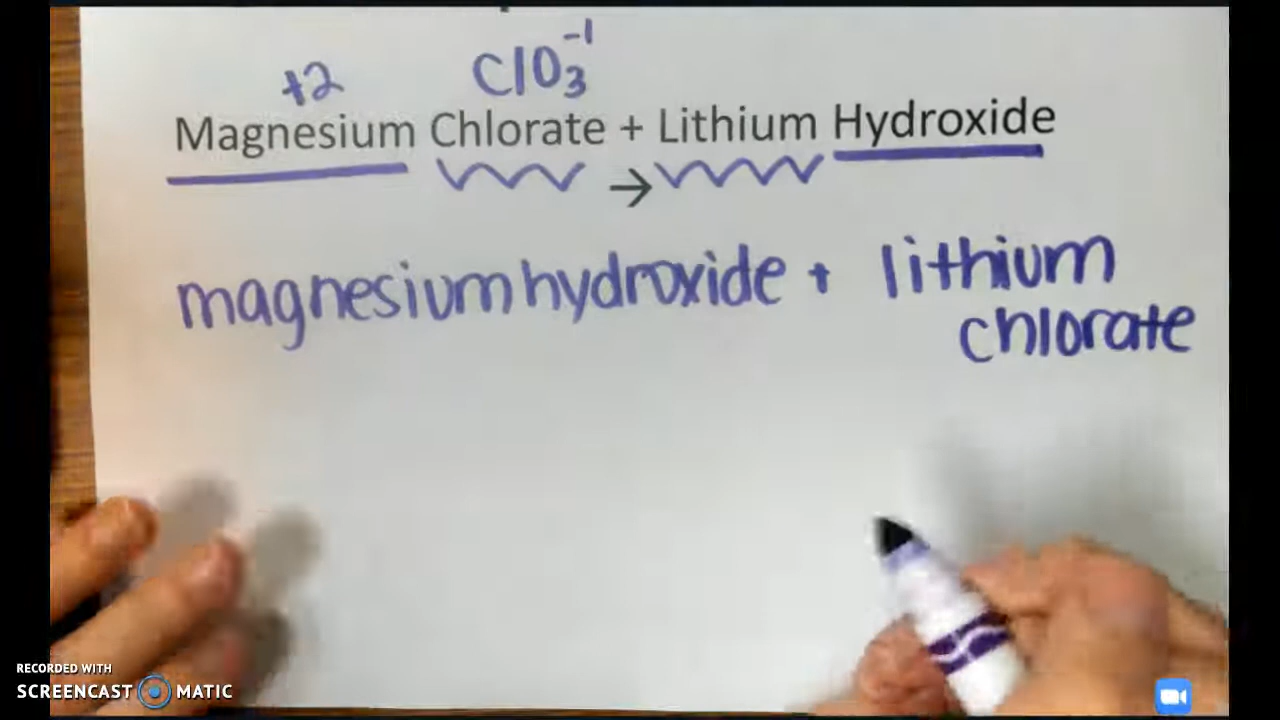 +2 ClO₃⁻¹
Magnesium Chlorate + Lithium Hydroxide
→
magnesium hydroxide + lithium
chlorate
RECORDED WITH
SCREENCAST MATIC